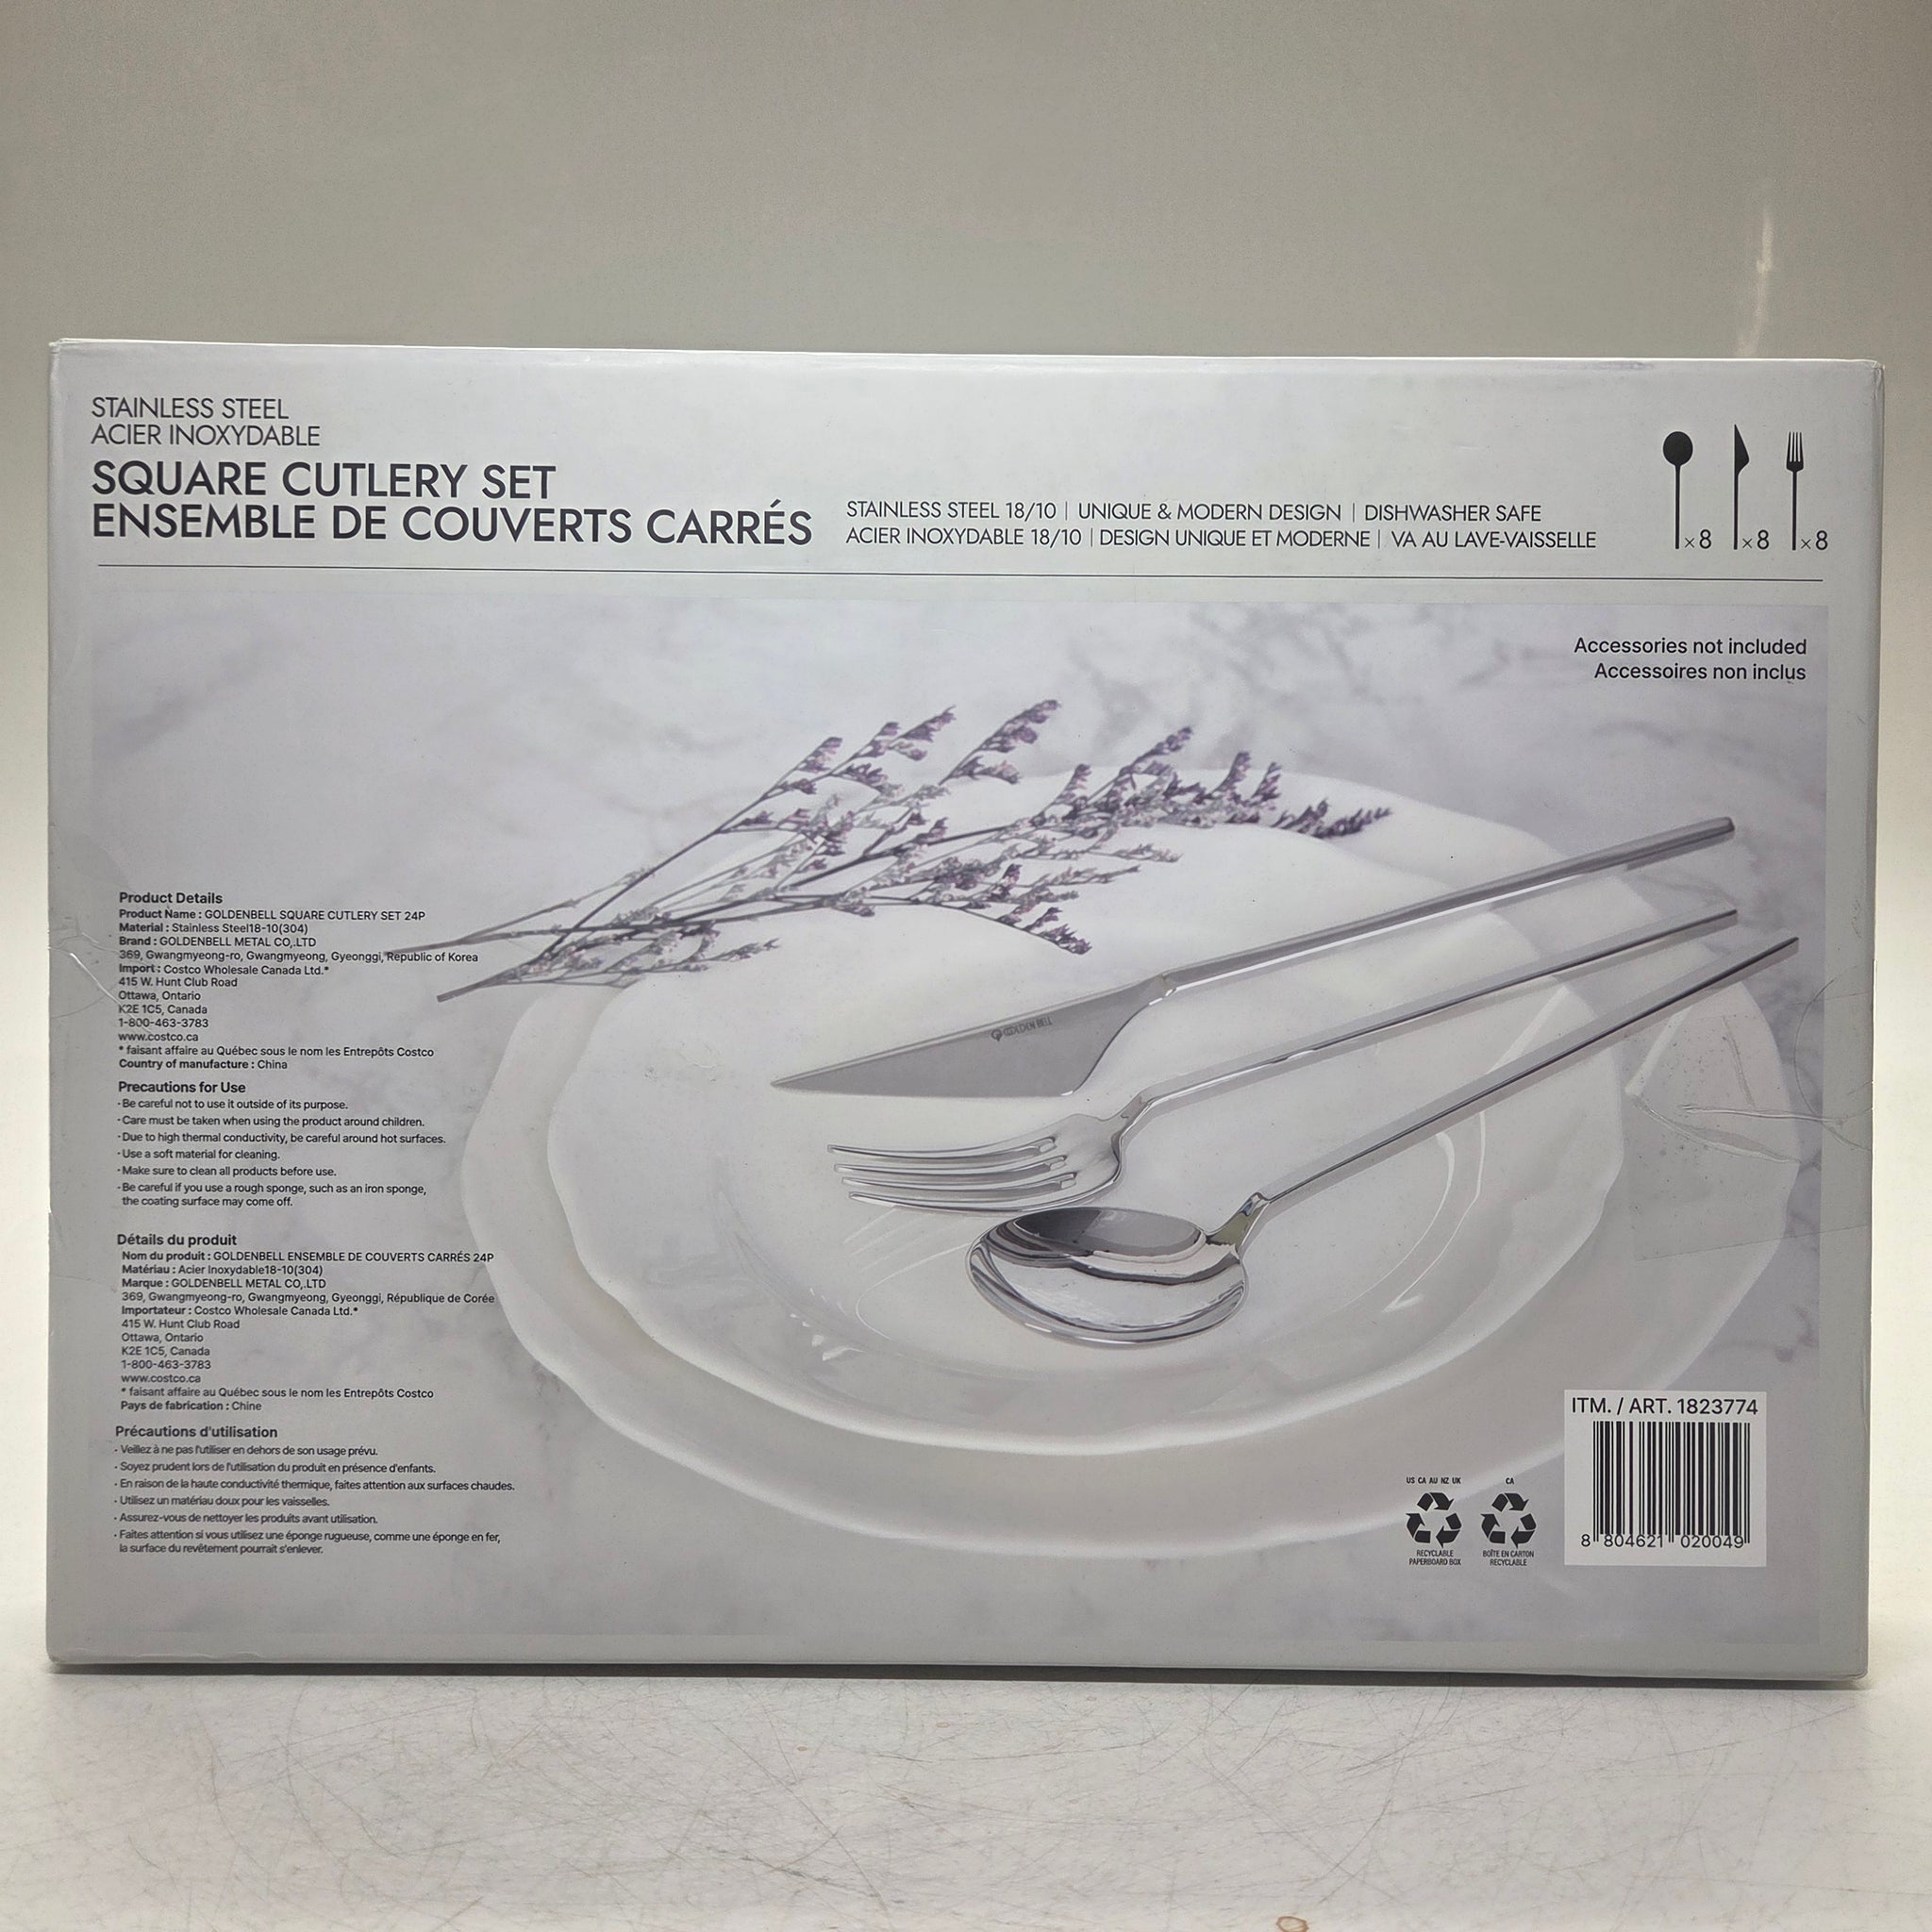 STAINLESS STEEL
ACIER INOXYDABLE
SQUARE CUTLERY SET
ENSEMBLE DE COUVERTS CARRÉS
STAINLESS STEEL 18/10 | UNIQUE & MODERN DESIGN | DISHWASHER SAFE
ACIER INOXYDABLE 18/10 | DESIGN UNIQUE ET MODERNE | VA AU LAVE-VAISSELLE
×8 ×8 ×8
Accessories not included
Accessoires non inclus
Product Details
Product Name : GOLDENBELL SQUARE CUTLERY SET 24P
Material : Stainless Steel18-10(304)
Brand : GOLDENBELL METAL CO,.LTD
369, Gwangmyeong-ro, Gwangmyeong, Gyeonggi, Republic of Korea
Import : Costco Wholesale Canada Ltd.*
415 W. Hunt Club Road
Ottawa, Ontario
K2E 1C5, Canada
1-800-463-3783
www.costco.ca
* faisant affaire au Québec sous le nom les Entrepôts Costco
Country of manufacture : China
Precautions for Use
· Be careful not to use it outside of its purpose.
· Care must be taken when using the product around children.
· Due to high thermal conductivity, be careful around hot surfaces.
· Use a soft material for cleaning.
· Make sure to clean all products before use.
· Be careful if you use a rough sponge, such as an iron sponge,
the coating surface may come off.
Détails du produit
Nom du produit : GOLDENBELL ENSEMBLE DE COUVERTS CARRÉS 24P
Matériau : Acier Inoxydable18-10(304)
Marque : GOLDENBELL METAL CO,.LTD
369, Gwangmyeong-ro, Gwangmyeong, Gyeonggi, République de Corée
Importateur : Costco Wholesale Canada Ltd.*
415 W. Hunt Club Road
Ottawa, Ontario
K2E 1C5, Canada
1-800-463-3783
www.costco.ca
* faisant affaire au Québec sous le nom les Entrepôts Costco
Pays de fabrication : Chine
Précautions d'utilisation
· Veillez à ne pas l'utiliser en dehors de son usage prévu.
· Soyez prudent lors de l'utilisation du produit en présence d'enfants.
· En raison de la haute conductivité thermique, faites attention aux surfaces chaudes.
· Utilisez un matériau doux pour les vaisselles.
· Assurez-vous de nettoyer les produits avant utilisation.
· Faites attention si vous utilisez une éponge rugueuse, comme une éponge en fer,
la surface du revêtement pourrait s'enlever.
GOLDEN BELL
US CA AU NZ UK
RECYCLABLE
PAPERBOARD BOX
CA
BOÎTE EN CARTON
RECYCLABLE
ITM. / ART. 1823774
8 804621 020049